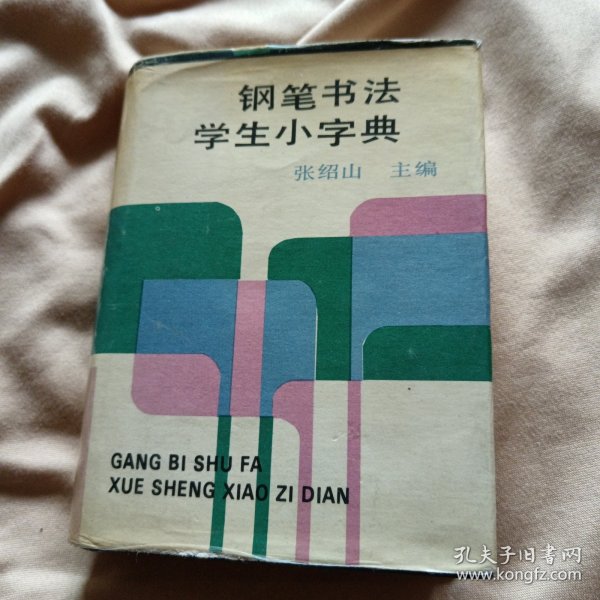 钢笔书法
学生小字典
张绍山 主编
GANG BI SHU FA
XUE SHENG XIAO ZI DIAN
孔夫子旧书网
www.kongfz.com